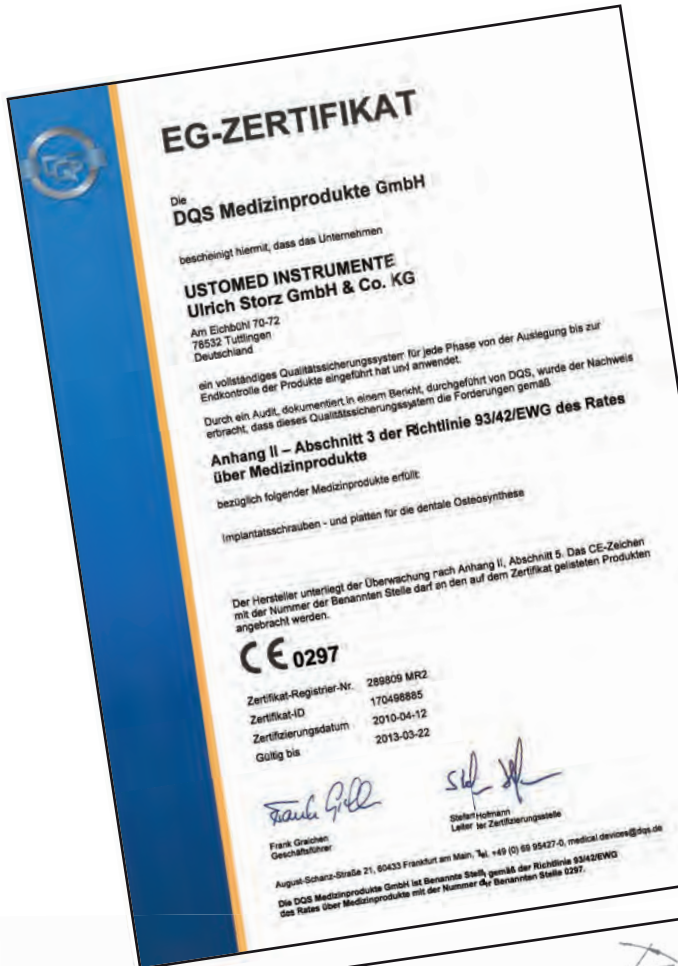 EG-ZERTIFIKAT
Die
DQS Medizinprodukte GmbH
bescheinigt hiermit, dass das Unternehmen
USTOMED INSTRUMENTE
Ulrich Storz GmbH & Co. KG
Am Eichbühl 70-72
78532 Tuttlingen
Deutschland
ein vollständiges Qualitätssicherungssystem für jede Phase von der Auslegung bis zur
Endkontrolle der Produkte eingeführt hat und anwendet.
Durch ein Audit, dokumentiert in einem Bericht, durchgeführt von DQS, wurde der Nachweis
erbracht, dass dieses Qualitätssicherungssystem die Forderungen gemäß
Anhang II – Abschnitt 3 der Richtlinie 93/42/EWG des Rates
über Medizinprodukte
bezüglich folgender Medizinprodukte erfüllt:
Implantatsschrauben - und platten für die dentale Osteosynthese
Der Hersteller unterliegt der Überwachung nach Anhang II, Abschnitt 5. Das CE-Zeichen
mit der Nummer der Benannten Stelle darf an den auf dem Zertifikat gelisteten Produkten
angebracht werden.
CE 0297
Zertifikat-Registrier-Nr. 289809 MR2
Zertifikat-ID 170498885
Zertifizierungsdatum 2010-04-12
Gültig bis 2013-03-22
Frank Graichen
Geschäftsführer
Stefan Hofmann
Leiter der Zertifizierungsstelle
August-Schanz-Straße 21, 60433 Frankfurt am Main, Tel. +49 (0) 69 95427-0, medical.devices@dqs.de
Die DQS Medizinprodukte GmbH ist Benannte Stelle gemäß der Richtlinie 93/42/EWG
des Rates über Medizinprodukte mit der Nummer der Benannten Stelle 0297.